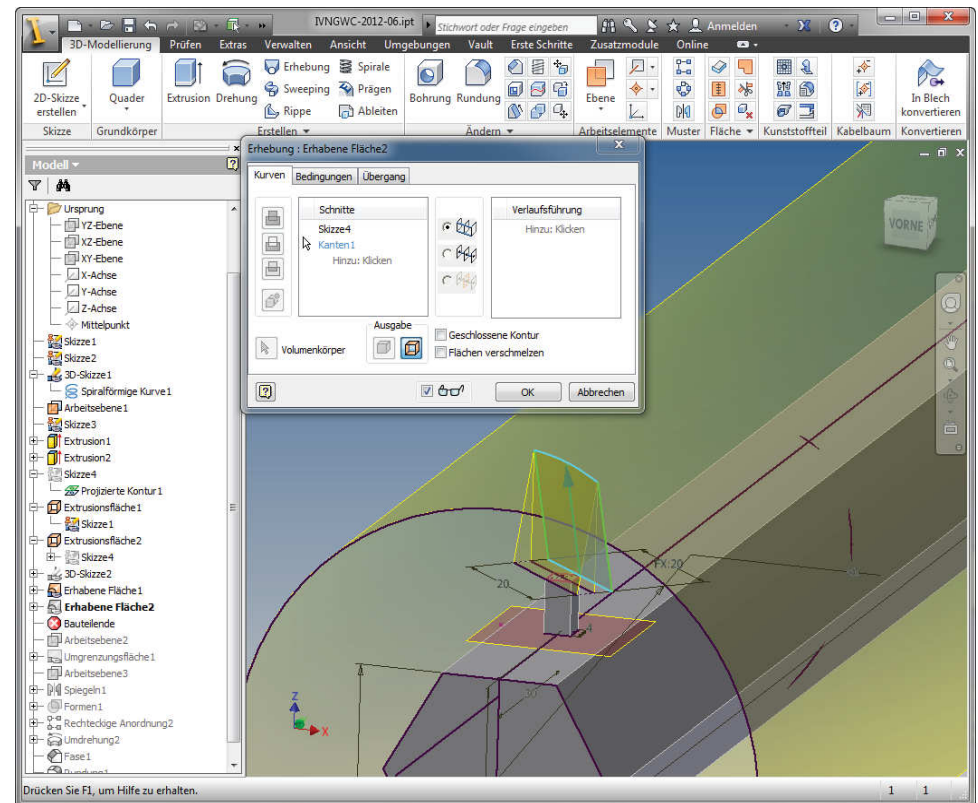 IVNGWC-2012-06.ipt
Stichwort oder Frage eingeben
Anmelden
3D-Modellierung Prüfen Extras Verwalten Ansicht Umgebungen Vault Erste Schritte Zusatzmodule Online
2D-Skizze erstellen
Quader
Extrusion
Drehung
Erhebung
Sweeping
Rippe
Spirale
Prägen
Ableiten
Bohrung
Rundung
Ebene
In Blech konvertieren
Skizze Grundkörper Erstellen Ändern Arbeitselemente Muster Fläche Kunststoffteil Kabelbaum Konvertieren
Modell
Ursprung
YZ-Ebene
XZ-Ebene
XY-Ebene
X-Achse
Y-Achse
Z-Achse
Mittelpunkt
Skizze1
Skizze2
3D-Skizze1
Spiralförmige Kurve1
Arbeitsebene1
Skizze3
Extrusion1
Extrusion2
Skizze4
Projizierte Kontur1
Extrusionsfläche1
Skizze1
Extrusionsfläche2
Skizze4
3D-Skizze2
Erhabene Fläche1
Erhabene Fläche2
Bauteilende
Arbeitsebene2
Umgrenzungsfläche1
Arbeitsebene3
Spiegeln1
Formen1
Rechteckige Anordnung2
Umdrehung2
Fase1
Rundung1
Erhebung : Erhabene Fläche2
Kurven Bedingungen Übergang
Schnitte
Skizze4
Kanten1
Hinzu: Klicken
Verlaufsführung
Hinzu: Klicken
Volumenkörper
Ausgabe
Geschlossene Kontur
Flächen verschmelzen
OK
Abbrechen
VORNE
FX:20
20
4
30
Z
X
Drücken Sie F1, um Hilfe zu erhalten.
1 1